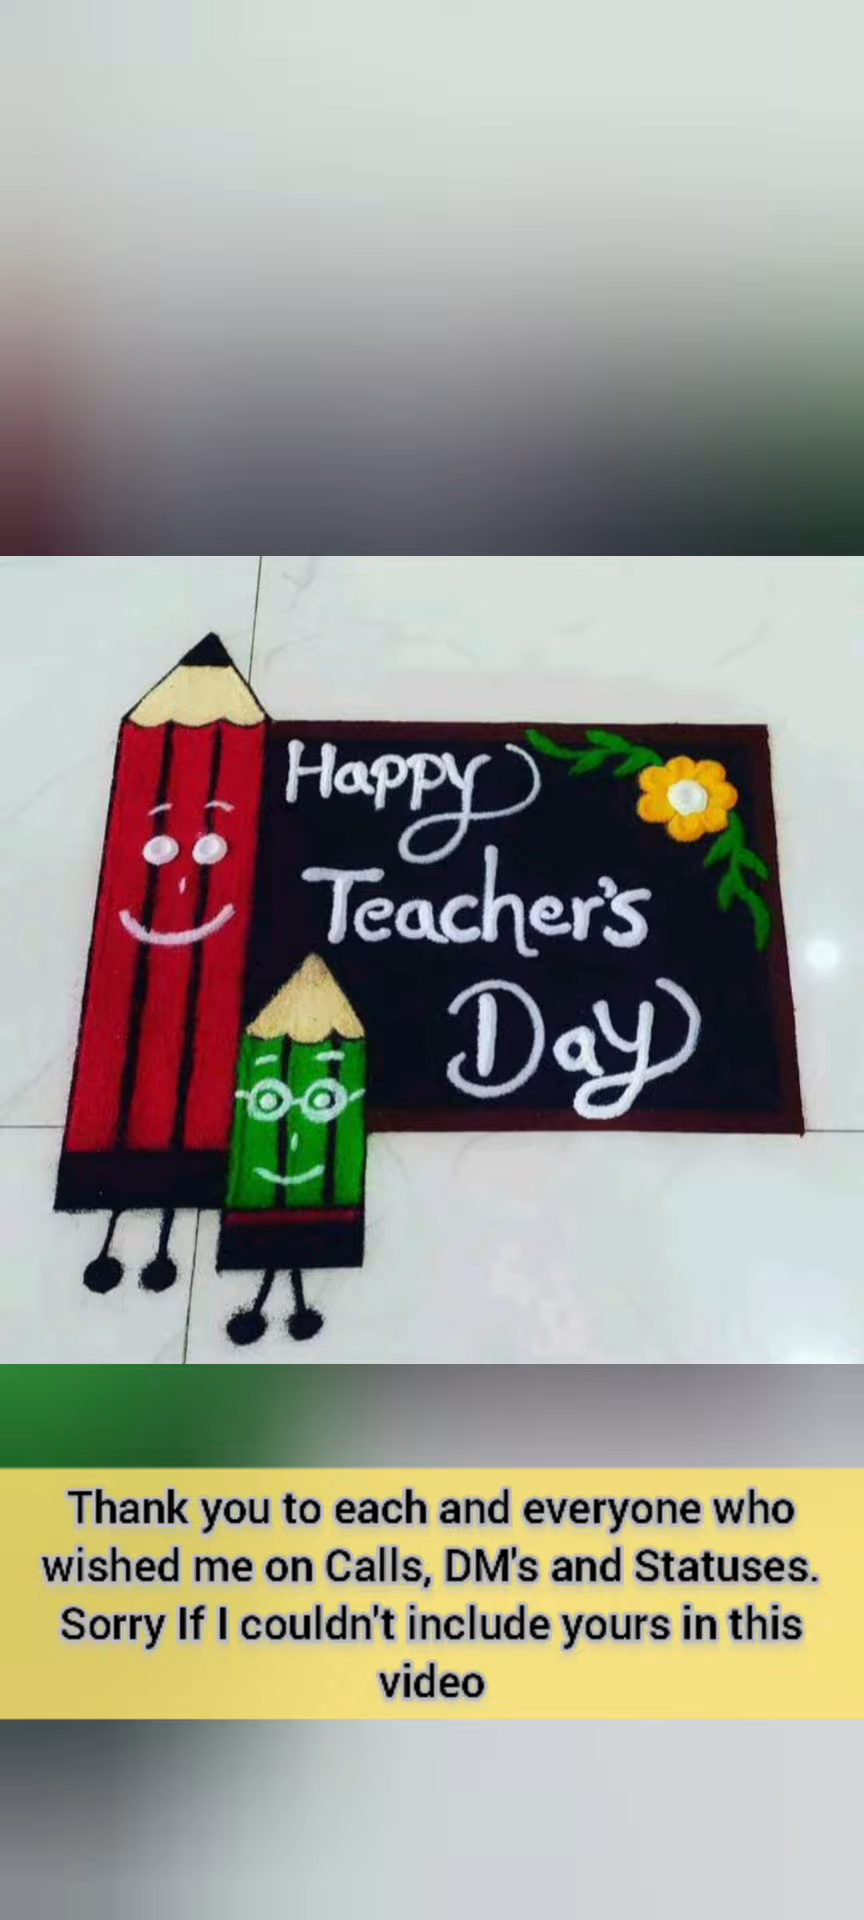 Happy
Teacher's
Day
Thank you to each and everyone who
wished me on Calls, DM's and Statuses.
Sorry If I couldn't include yours in this
video